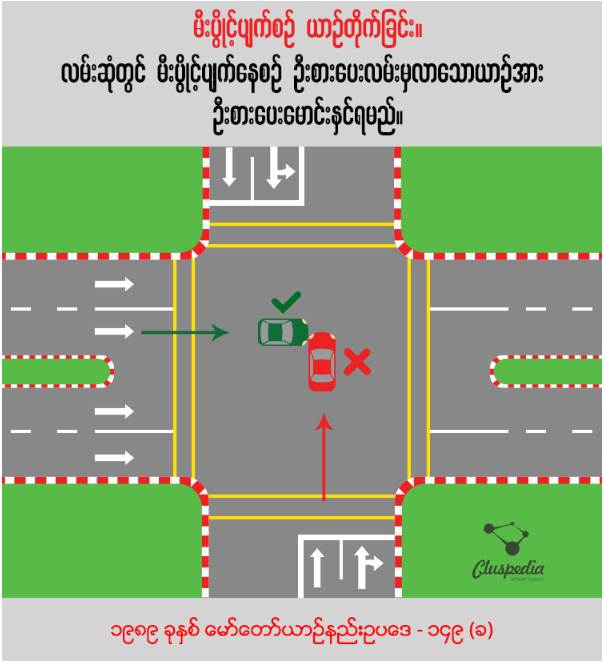 မီးပွိုင့်ပျက်စဉ် ယာဉ်တိုက်ခြင်း။
လမ်းဆုံတွင် မီးပွိုင့်ပျက်နေစဉ် ဦးစားပေးလမ်းမှလာသောယာဉ်အား
ဦးစားပေးမောင်းနှင်ရမည်။
Cluspedia
Software Support
၁၉၈၉ ခုနှစ် မော်တော်ယာဉ်နည်းဥပဒေ - ၁၄၉ (ခ)